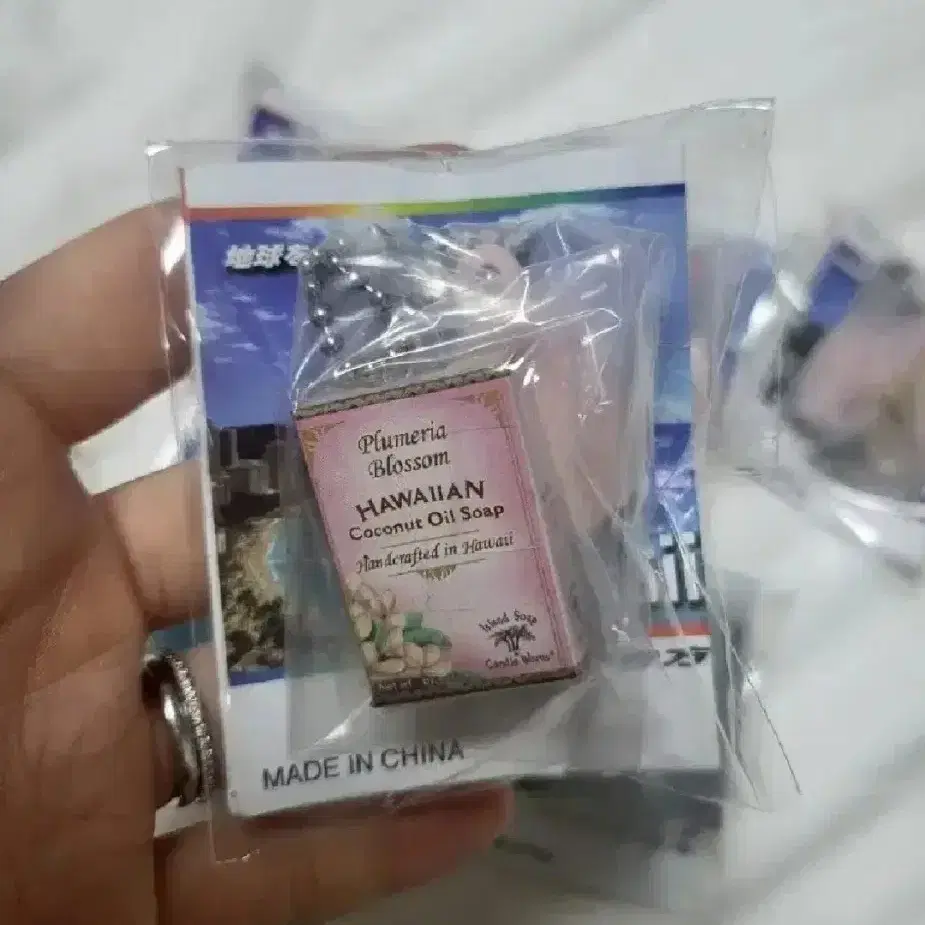 地球を
Plumeria
Blossom
HAWAIIAN
Coconut Oil Soap
Handcrafted in Hawaii
Island Soap
Candle Works
MADE IN CHINA